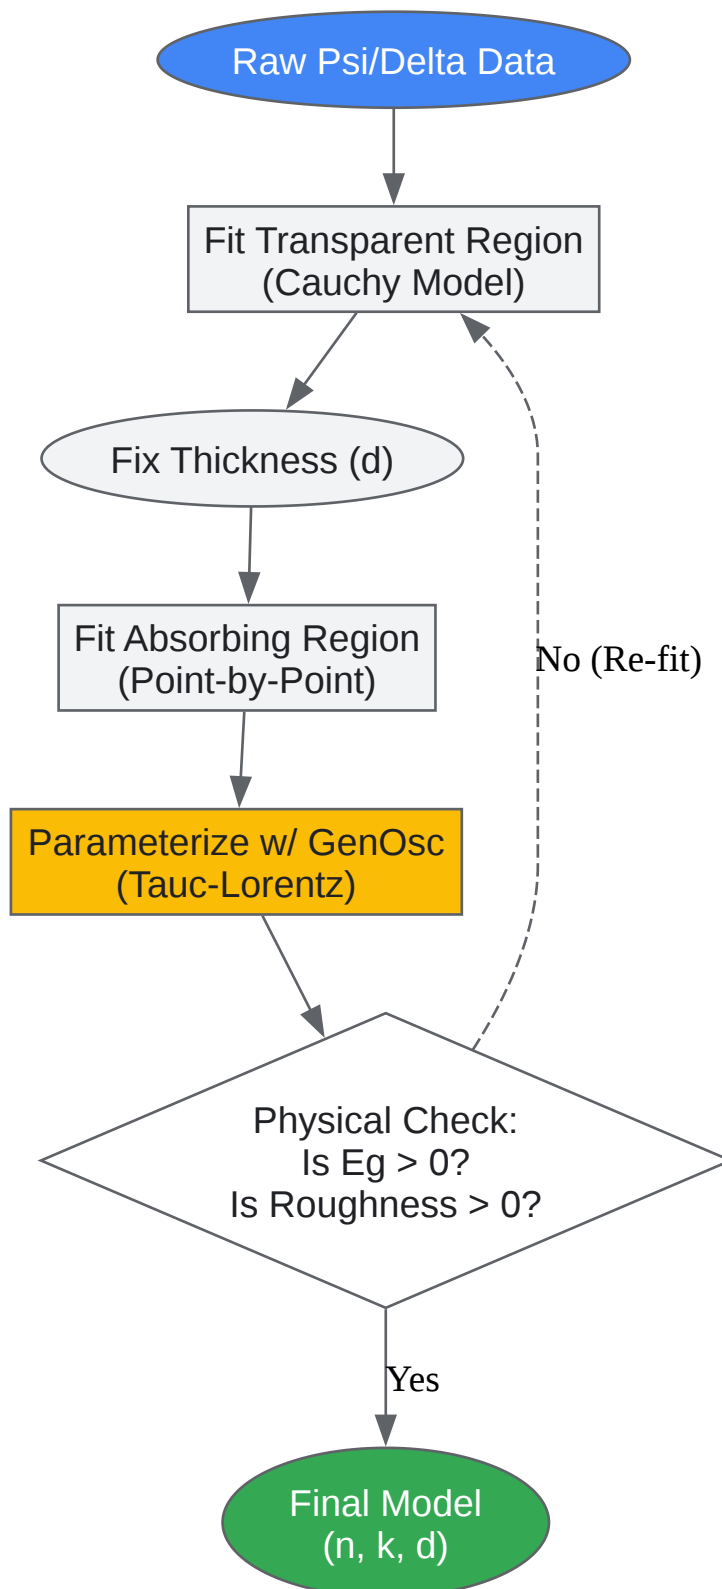 Raw Psi/Delta Data
Fit Transparent Region
(Cauchy Model)
Fix Thickness (d)
Fit Absorbing Region
(Point-by-Point)
No (Re-fit)
Parameterize w/ GenOsc
(Tauc-Lorentz)
Physical Check:
Is Eg > 0?
Is Roughness > 0?
Yes
Final Model
(n, k, d)